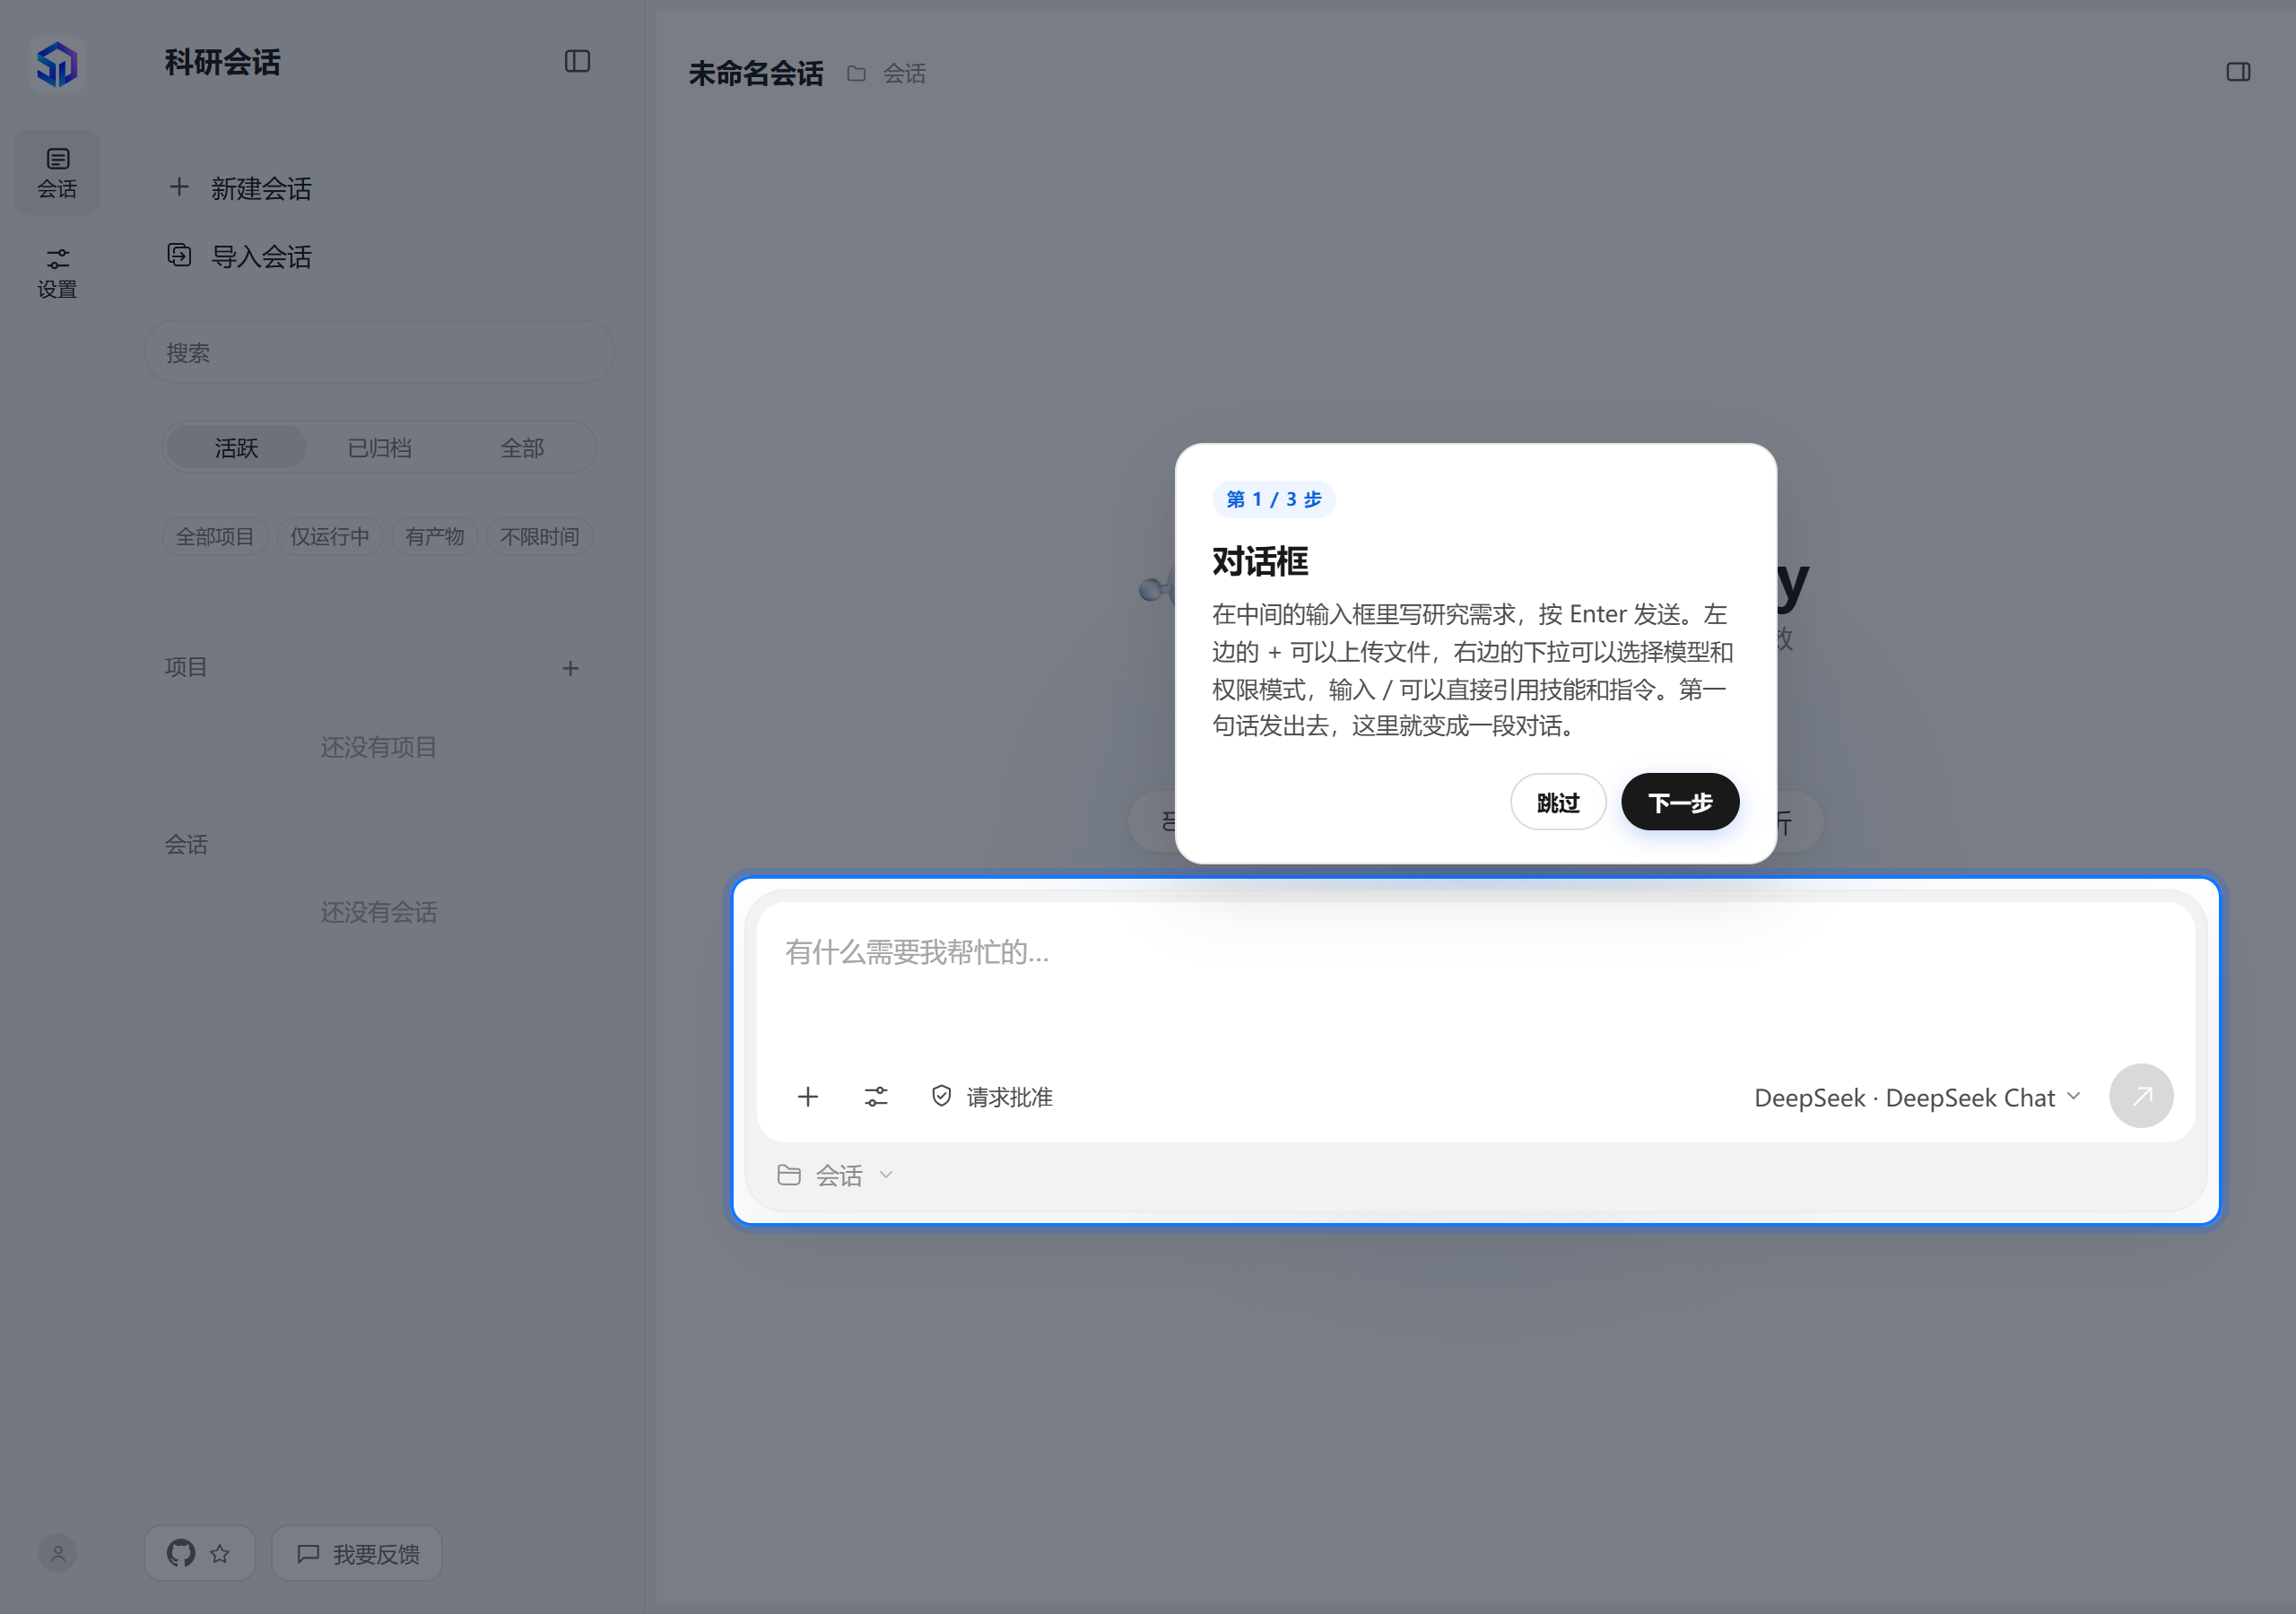 科研会话
会话
设置
新建会话
导入会话
搜索
活跃 已归档 全部
全部项目 仅运行中 有产物 不限时间
项目
还没有项目
会话
还没有会话
我要反馈
未命名会话 会话
第 1 / 3 步
对话框
在中间的输入框里写研究需求，按 Enter 发送。左
边的 + 可以上传文件，右边的下拉可以选择模型和
权限模式，输入 / 可以直接引用技能和指令。第一
句话发出去，这里就变成一段对话。
跳过 下一步
y
有什么需要我帮忙的...
请求批准
DeepSeek · DeepSeek Chat
会话